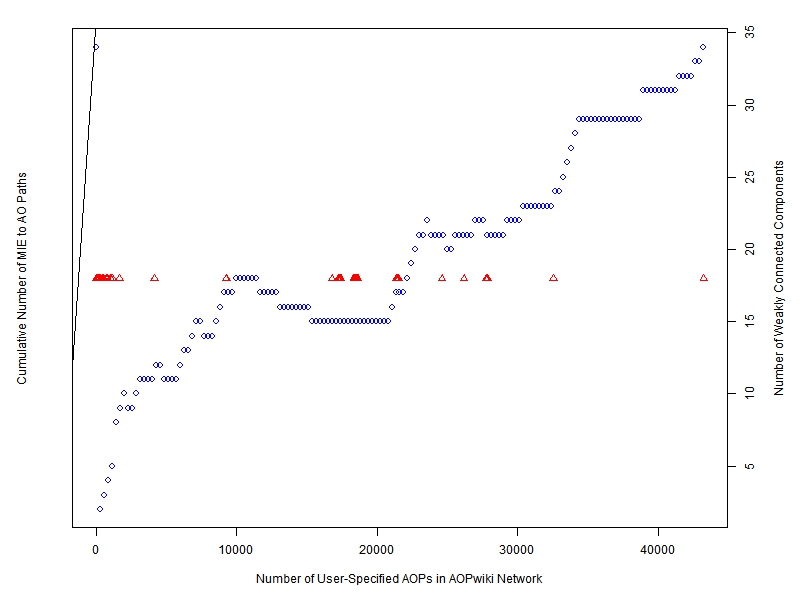 Cumulative Number of MIE to AO Paths
Number of Weakly Connected Components
35
30
25
20
15
10
5
0 10000 20000 30000 40000
Number of User-Specified AOPs in AOPwiki Network